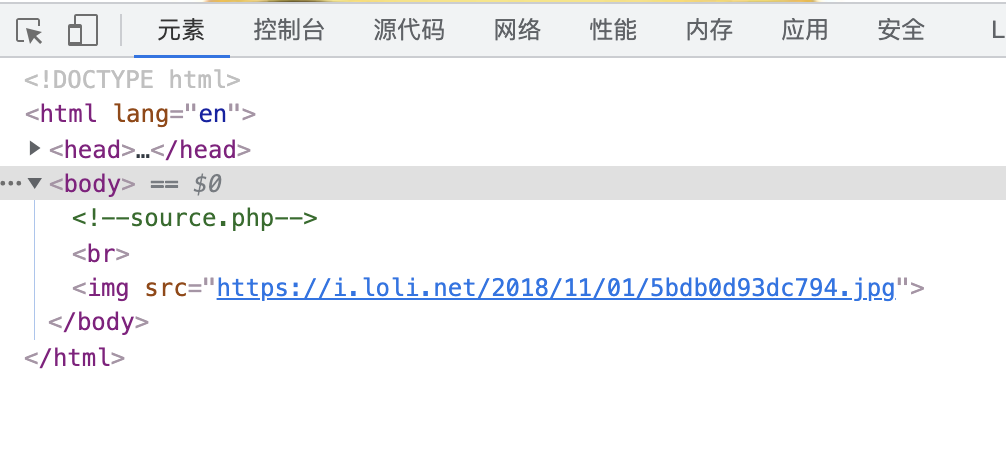 元素 控制台 源代码 网络 性能 内存 应用 安全 L
<!DOCTYPE html>
<html lang="en">
<head>…</head>
<body> == $0
<!--source.php-->
<br>
<img src="https://i.loli.net/2018/11/01/5bdb0d93dc794.jpg">
</body>
</html>